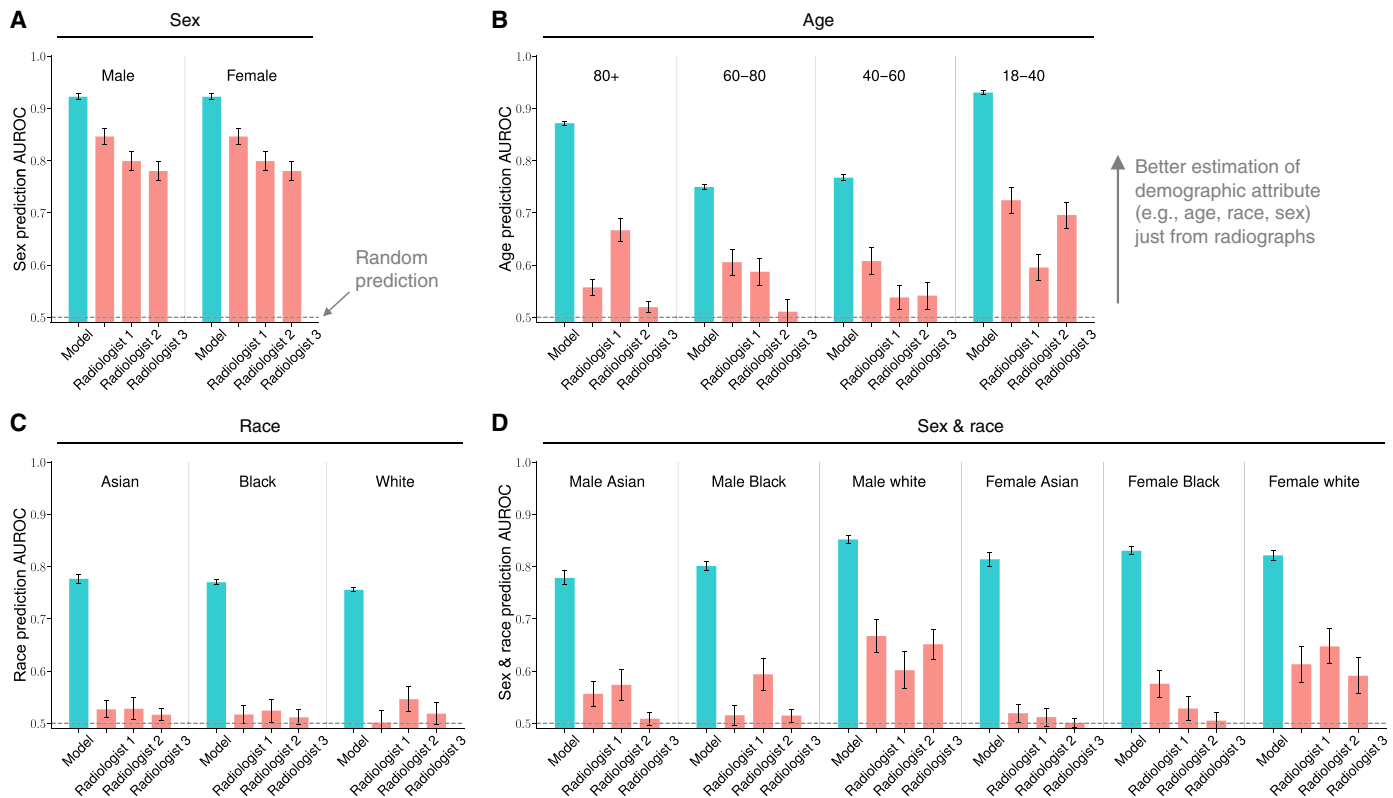 A
Sex
Sex prediction AUROC
1.0
0.9
0.8
0.7
0.6
0.5
Male
Female
Random
prediction
Model
Radiologist 1
Radiologist 2
Radiologist 3
Model
Radiologist 1
Radiologist 2
Radiologist 3
B
Age
Age prediction AUROC
1.0
0.9
0.8
0.7
0.6
0.5
80+
60–80
40–60
18–40
Better estimation of
demographic attribute
(e.g., age, race, sex)
just from radiographs
Model
Radiologist 1
Radiologist 2
Radiologist 3
Model
Radiologist 1
Radiologist 2
Radiologist 3
Model
Radiologist 1
Radiologist 2
Radiologist 3
Model
Radiologist 1
Radiologist 2
Radiologist 3
C
Race
Race prediction AUROC
1.0
0.9
0.8
0.7
0.6
0.5
Asian
Black
White
Model
Radiologist 1
Radiologist 2
Radiologist 3
Model
Radiologist 1
Radiologist 2
Radiologist 3
Model
Radiologist 1
Radiologist 2
Radiologist 3
D
Sex & race
Sex & race prediction AUROC
1.0
0.9
0.8
0.7
0.6
0.5
Male Asian
Male Black
Male white
Female Asian
Female Black
Female white
Model
Radiologist 1
Radiologist 2
Radiologist 3
Model
Radiologist 1
Radiologist 2
Radiologist 3
Model
Radiologist 1
Radiologist 2
Radiologist 3
Model
Radiologist 1
Radiologist 2
Radiologist 3
Model
Radiologist 1
Radiologist 2
Radiologist 3
Model
Radiologist 1
Radiologist 2
Radiologist 3